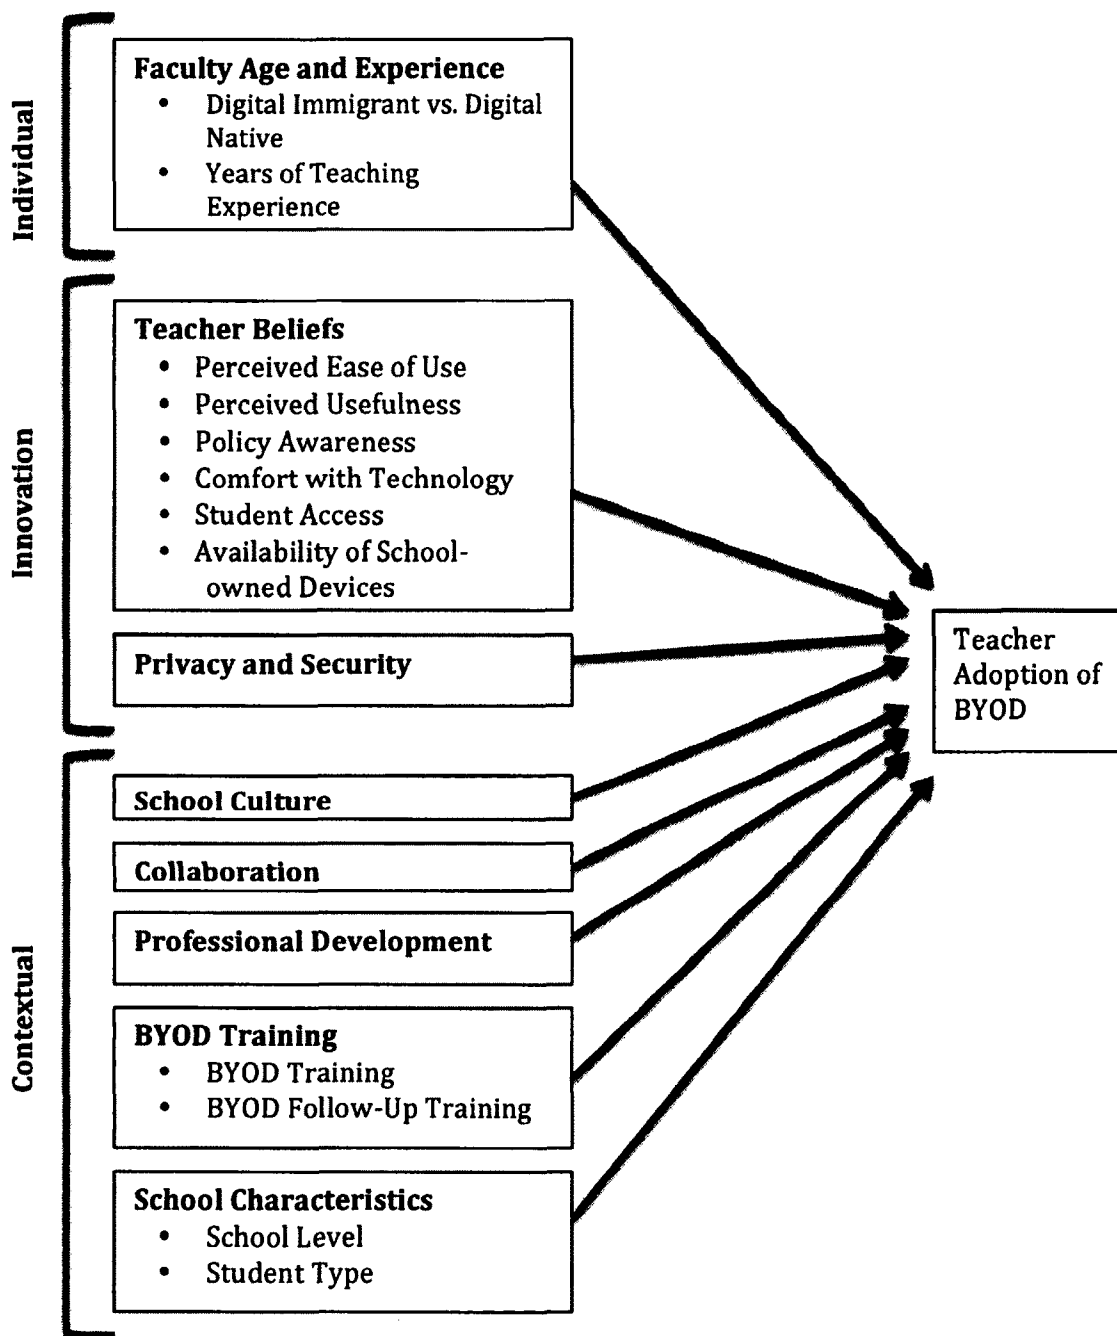 Individual
Faculty Age and Experience
• Digital Immigrant vs. Digital
Native
• Years of Teaching
Experience
Innovation
Teacher Beliefs
• Perceived Ease of Use
• Perceived Usefulness
• Policy Awareness
• Comfort with Technology
• Student Access
• Availability of School-
owned Devices
Privacy and Security
Contextual
School Culture
Collaboration
Professional Development
BYOD Training
• BYOD Training
• BYOD Follow-Up Training
School Characteristics
• School Level
• Student Type
Teacher
Adoption of
BYOD